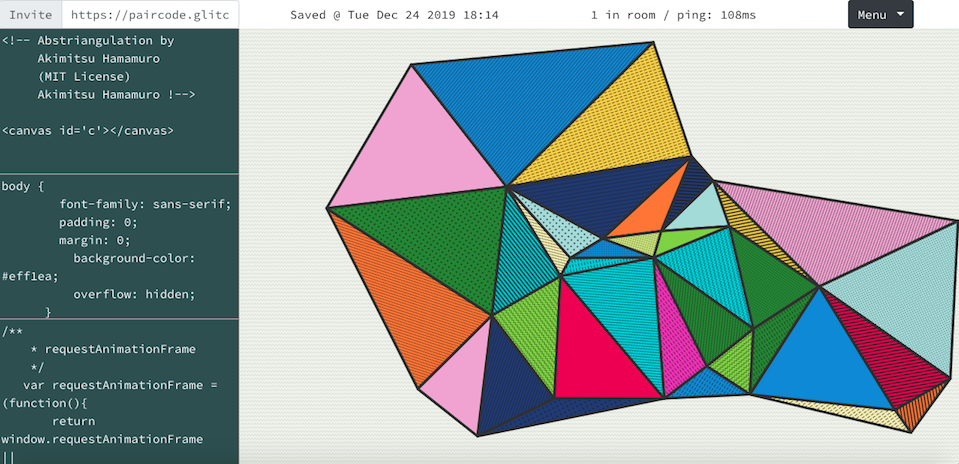 Invite https://paircode.glitc Saved @ Tue Dec 24 2019 18:14 1 in room / ping: 108ms Menu
<!-- Abstriangulation by
Akimitsu Hamamuro
(MIT License)
Akimitsu Hamamuro !-->
<canvas id='c'></canvas>
body {
font-family: sans-serif;
padding: 0;
margin: 0;
background-color:
#eff1ea;
overflow: hidden;
}
/**
* requestAnimationFrame
*/
var requestAnimationFrame =
(function(){
return
window.requestAnimationFrame
||